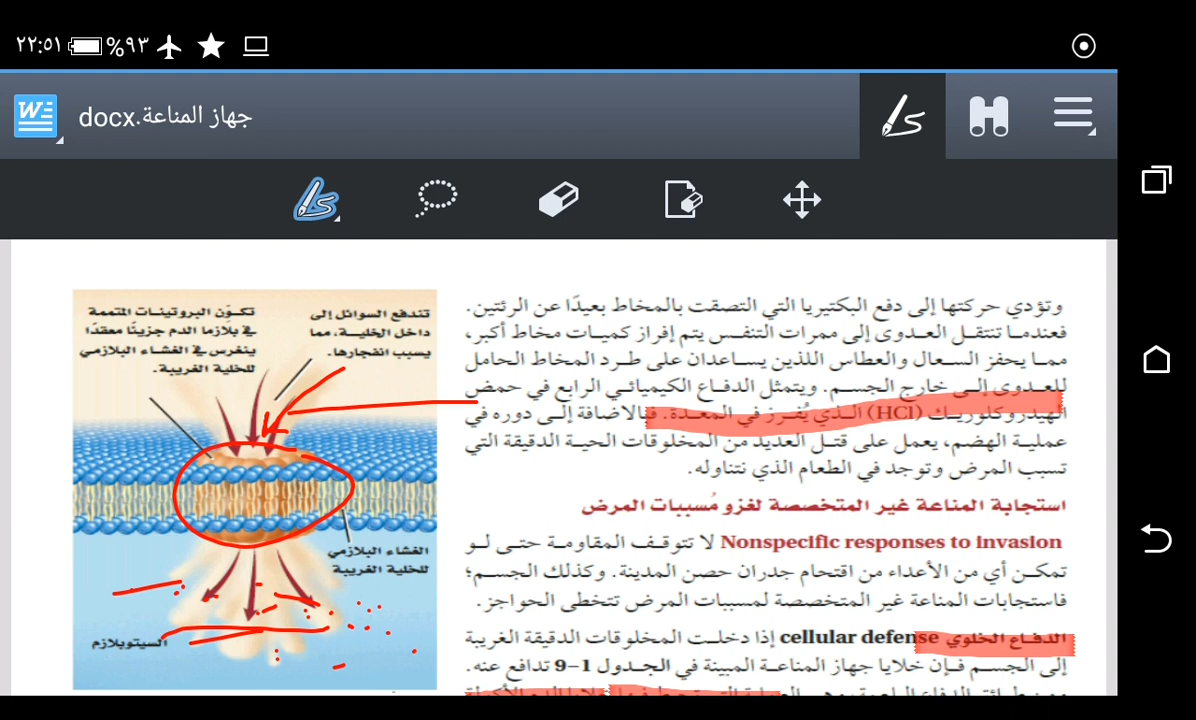 ٢٢:٥١ %٩٣
جهاز المناعة.docx
وتؤدي حركتها إلى دفع البكتيريا التي التصقت بالمخاط بعيدًا عن الرئتين.
فعندما تنتقل العدوى إلى ممرات التنفس يتم إفراز كميات مخاط أكبر،
مما يحفز السعال والعطاس اللذين يساعدان على طرد المخاط الحامل
للعدوى إلى خارج الجسم. ويتمثل الدفاع الكيميائي الرابع في حمض
الهيدروكلوريك (HCl) الذي يُفرز في المعدة. فبالاضافة إلى دوره في
عملية الهضم، يعمل على قتل العديد من المخلوقات الحية الدقيقة التي
تسبب المرض وتوجد في الطعام الذي نتناوله.
استجابة المناعة غير المتخصصة لغزو مُسببات المرض
Nonspecific responses to invasion لا تتوقف المقاومة حتى لو
تمكن أي من الأعداء من اقتحام جدران حصن المدينة. وكذلك الجسم؛
فاستجابات المناعة غير المتخصصة لمسببات المرض تتخطى الحواجز.
الدفاع الخلوي cellular defense إذا دخلت المخلوقات الدقيقة الغريبة
إلى الجسم فإن خلايا جهاز المناعة المبينة في الجدول 1-9 تدافع عنه.
تندفع السوائل إلى
داخل الخلية، مما
يسبب انفجارها.
تكوّن البروتينات المتممة
في بلازما الدم جزيئًا معقدًا
ينغرس في الغشاء البلازمي
للخلية الغريبة.
الغشاء البلازمي
للخلية الغريبة
السيتوبلازم